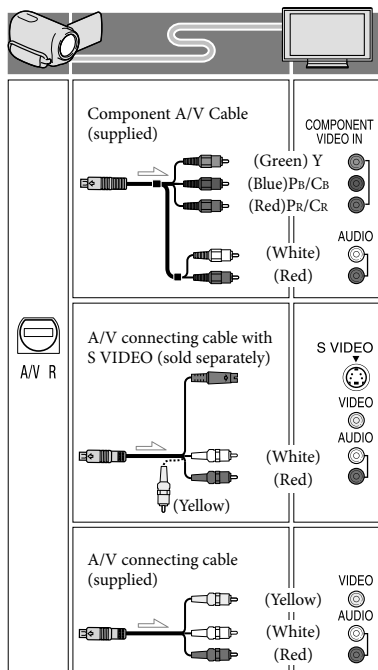 Component A/V Cable
(supplied)
COMPONENT
VIDEO IN
(Green) Y
(Blue)PB/CB
(Red)PR/CR
AUDIO
(White)
(Red)
A/V R
A/V connecting cable with
S VIDEO (sold separately)
S VIDEO
VIDEO
AUDIO
(White)
(Red)
(Yellow)
A/V connecting cable
(supplied)
VIDEO
(Yellow)
AUDIO
(White)
(Red)